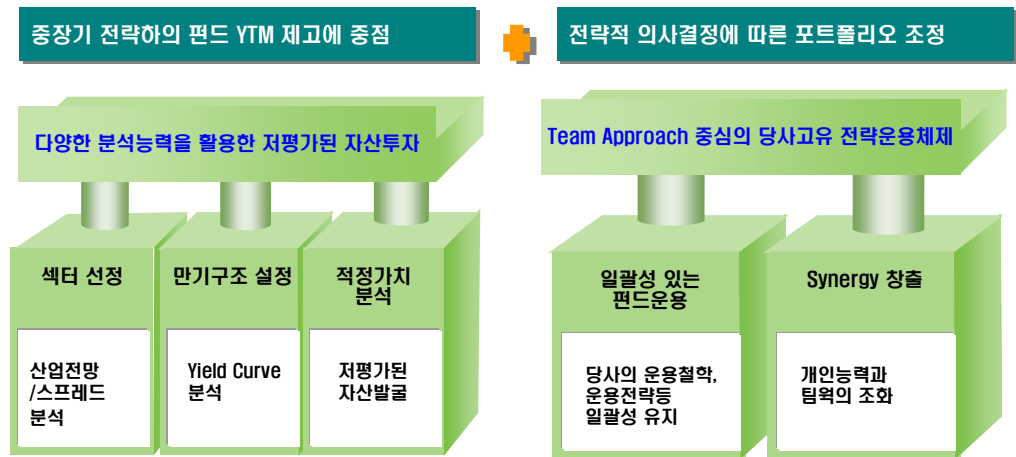 중장기 전략하의 펀드 YTM 제고에 중점
전략적 의사결정에 따른 포트폴리오 조정
다양한 분석능력을 활용한 저평가된 자산투자
Team Approach 중심의 당사고유 전략운용체제
섹터 선정
만기구조 설정
적정가치
분석
일괄성 있는
펀드운용
Synergy 창출
산업전망
/스프레드
분석
Yield Curve
분석
저평가된
자산발굴
당사의 운용철학,
운용전략등
일괄성 유지
개인능력과
팀웍의 조화